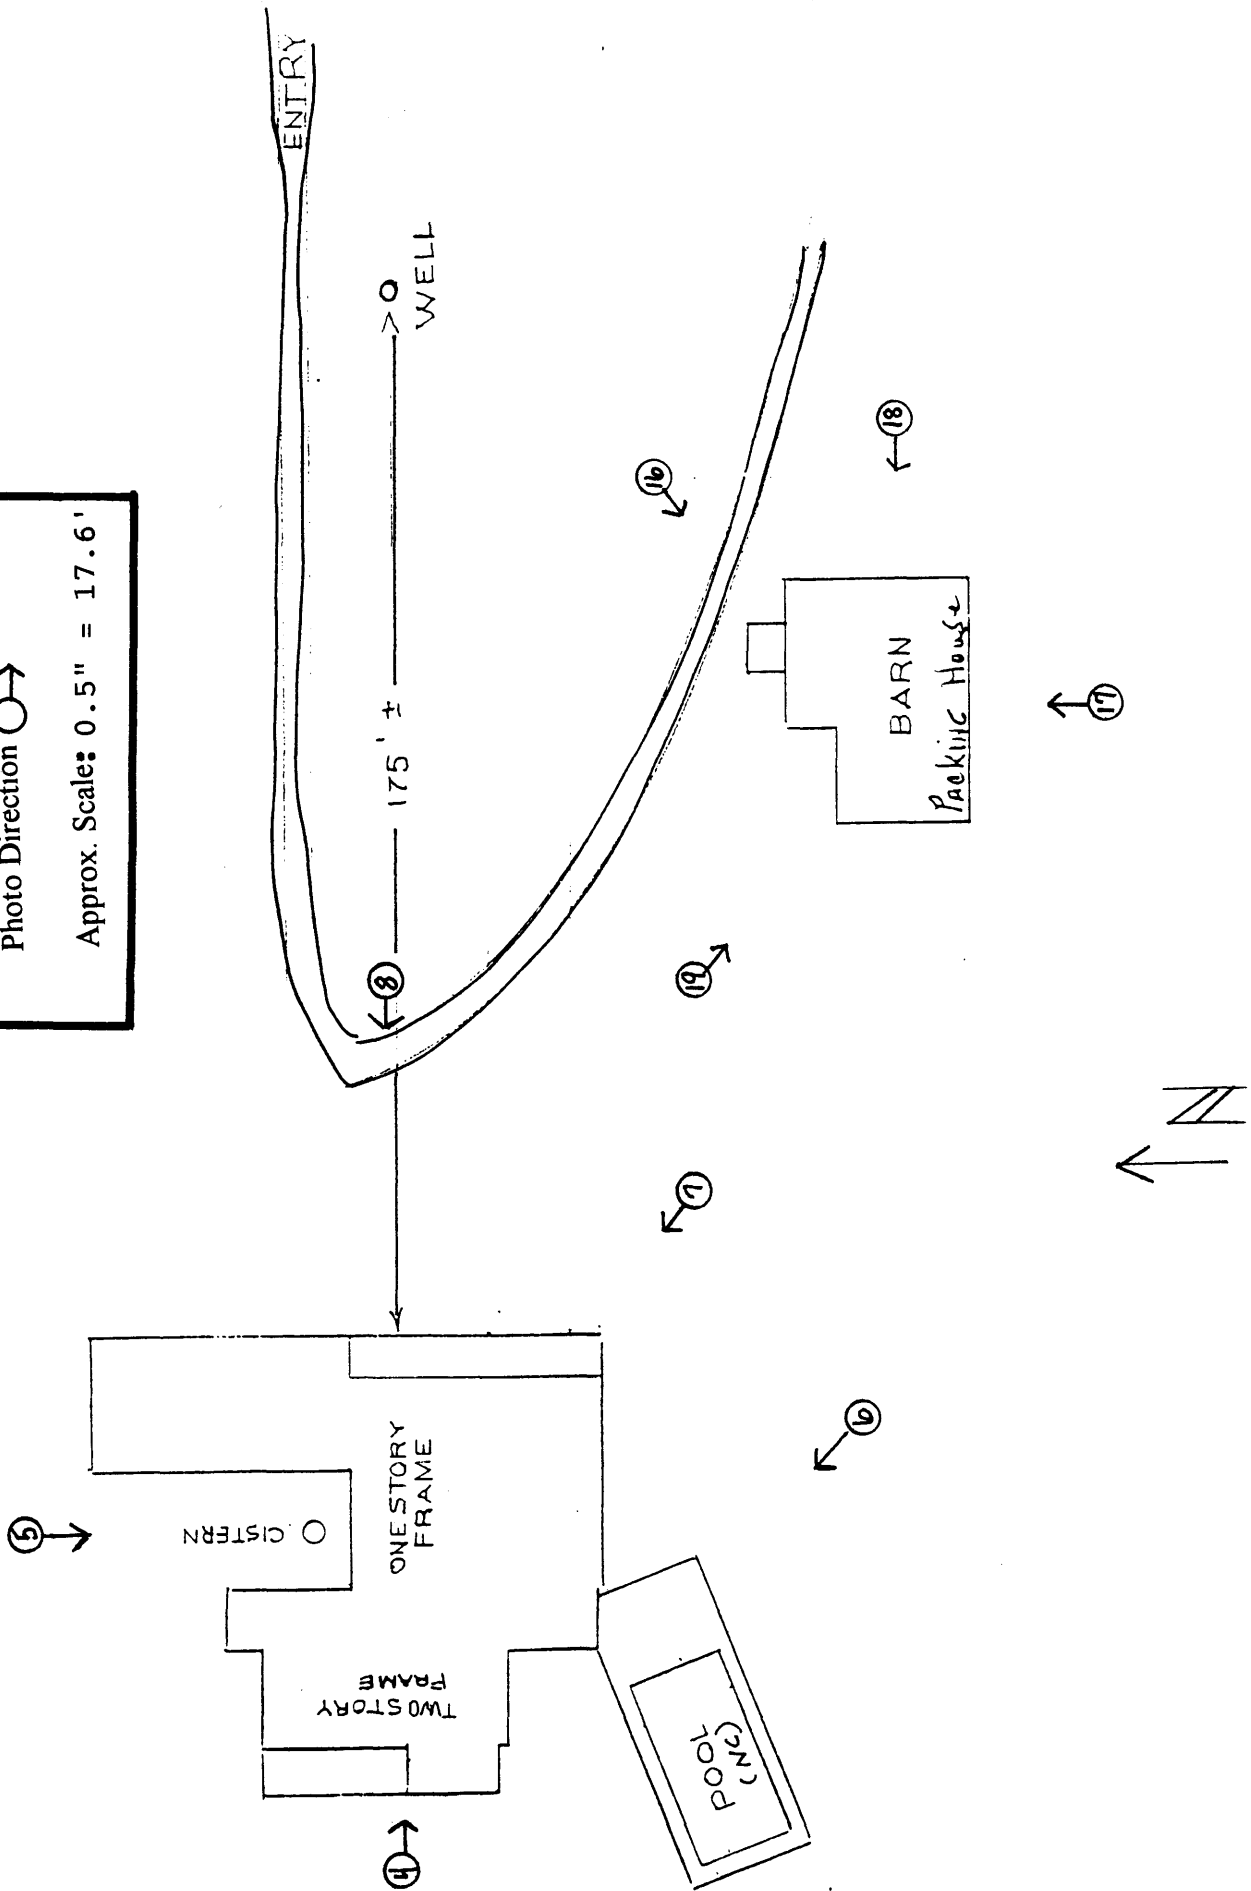 Photo Direction
Approx. Scale: 0.5" = 17.6'
ENTRY
WELL
175' ±
8
16
18
19
17
BARN
Packing House
7
6
5
CISTERN
ONE STORY
FRAME
TWO STORY
FRAME
4
POOL
(NC)
N